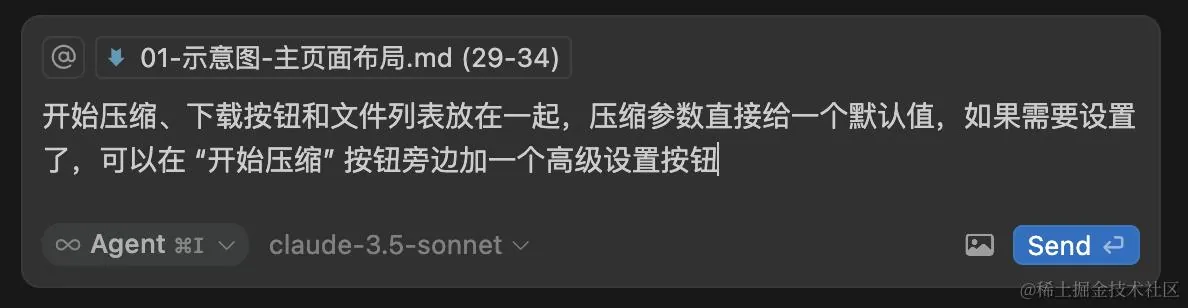 @ 01-示意图-主页面布局.md (29-34)
开始压缩、下载按钮和文件列表放在一起，压缩参数直接给一个默认值，如果需要设置
了，可以在 “开始压缩” 按钮旁边加一个高级设置按钮
∞ Agent ⌘I claude-3.5-sonnet Send
@稀土掘金技术社区